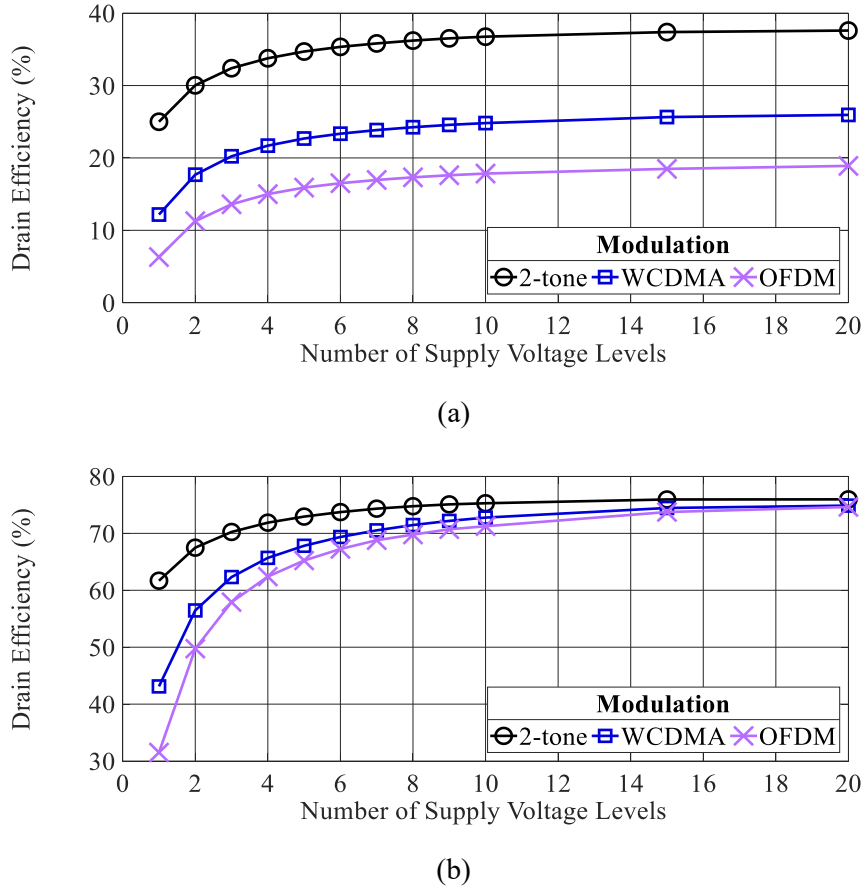 40
30
20
10
0
Drain Efficiency (%)
Modulation
2-tone WCDMA OFDM
0 2 4 6 8 10 12 14 16 18 20
Number of Supply Voltage Levels
(a)
80
70
60
50
40
30
Drain Efficiency (%)
Modulation
2-tone WCDMA OFDM
0 2 4 6 8 10 12 14 16 18 20
Number of Supply Voltage Levels
(b)